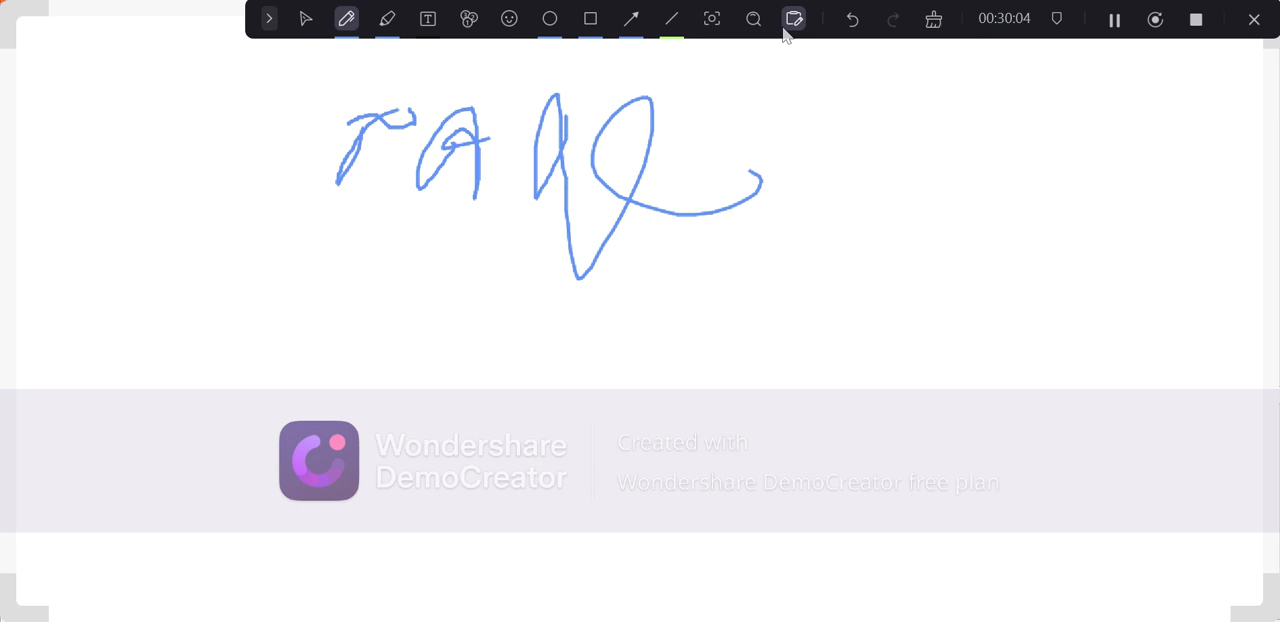 00:30:04
Wondershare
DemoCreator
Created with
Wondershare DemoCreator free plan